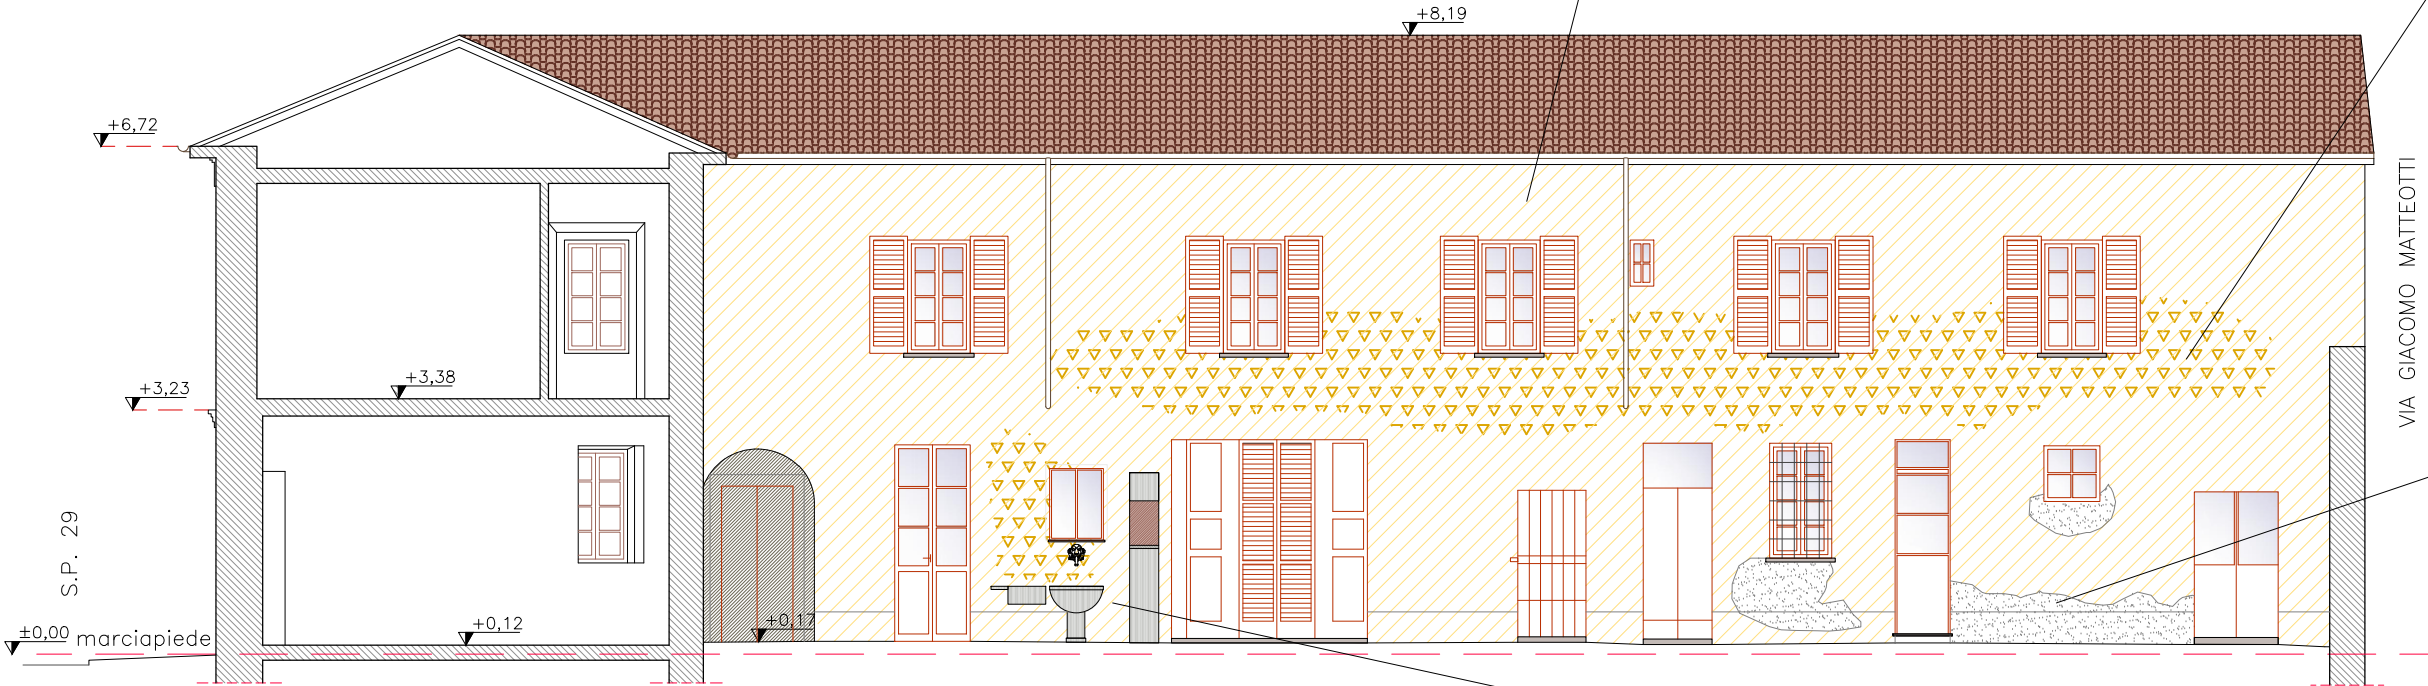 +8,19
+6,72
+3,38
+3,23
VIA GIACOMO MATTEOTTI
S.P. 29
±0,00 marciapiede
+0,12
+0,17